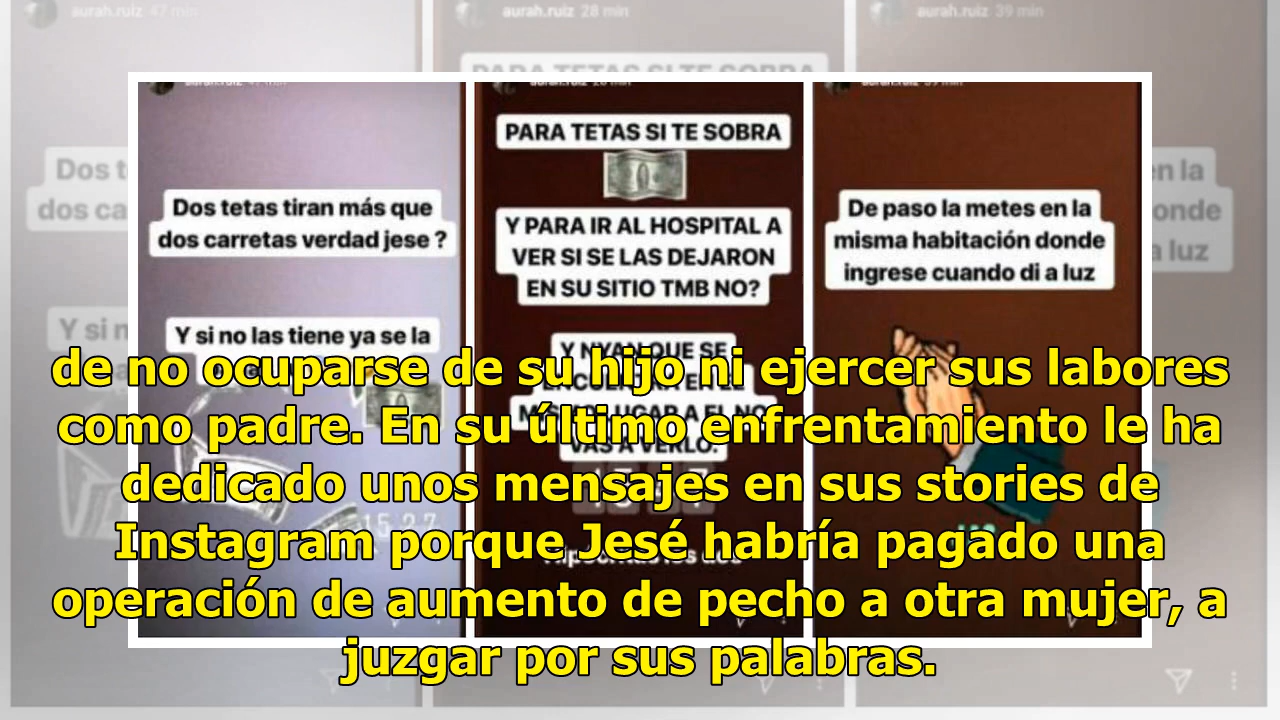 aurah.ruiz 47 min
aurah.ruiz 28 min
aurah.ruiz 39 min
Dos tetas tiran más que
dos carretas verdad jese ?
Y si no las tiene ya se la
PARA TETAS SI TE SOBRA
Y PARA IR AL HOSPITAL A
VER SI SE LAS DEJARON
EN SU SITIO TMB NO?
Y NYAN QUE SE
VAS A VERLO.
De paso la metes en la
misma habitación donde
ingrese cuando di a luz
de no ocuparse de su hijo ni ejercer sus labores
como padre. En su último enfrentamiento le ha
dedicado unos mensajes en sus stories de
Instagram porque Jesé habría pagado una
operación de aumento de pecho a otra mujer, a
juzgar por sus palabras.